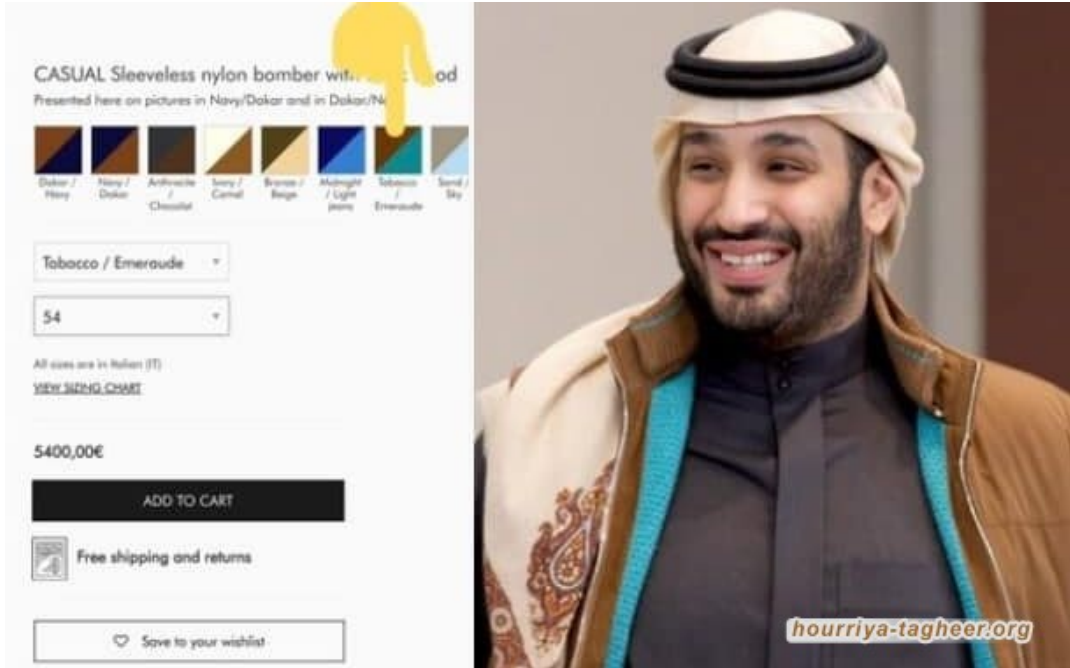 CASUAL Sleeveless nylon bomber with
Presented here on pictures in Navy/Dakar and in Dakar/
Dakar / Navy
Navy / Dakar
Anthracite / Chocolat
Ivory / Camel
Bronze / Beige
Midnight / Light jeans
Tobacco / Emeraude
Sand / Sky
Tobacco / Emeraude
54
All sizes are in Italian (IT)
VIEW SIZING CHART
5400,00€
ADD TO CART
Free shipping and returns
Save to your wishlist
hourriya-tagheer.org